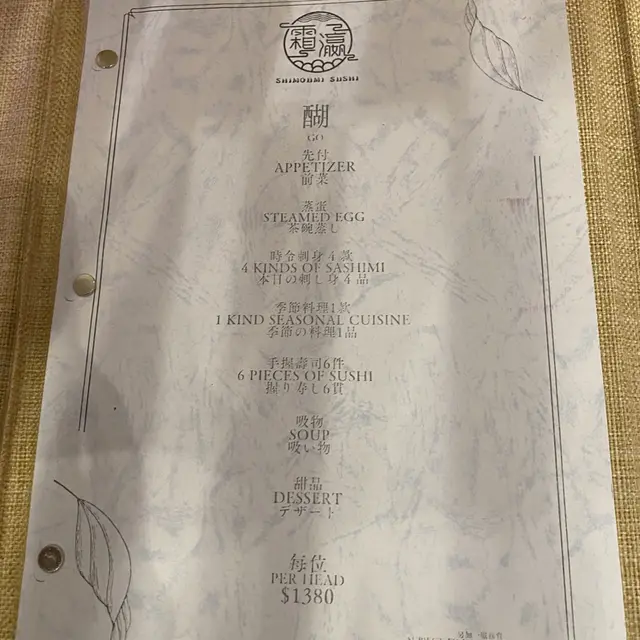 霜
瀛
SHIMOEMI SUSHI
醐
GO
先付
APPETIZER
前菜
蒸蛋
STEAMED EGG
茶碗蒸し
時令刺身４款
4 KINDS OF SASHIMI
本日の刺し身４品
季節料理1款
1 KIND SEASONAL CUISINE
季節の料理1品
手握壽司6件
6 PIECES OF SUSHI
握り寿し6貫
吸物
SOUP
吸い物
甜品
DESSERT
デザート
每位
PER HEAD
$1380